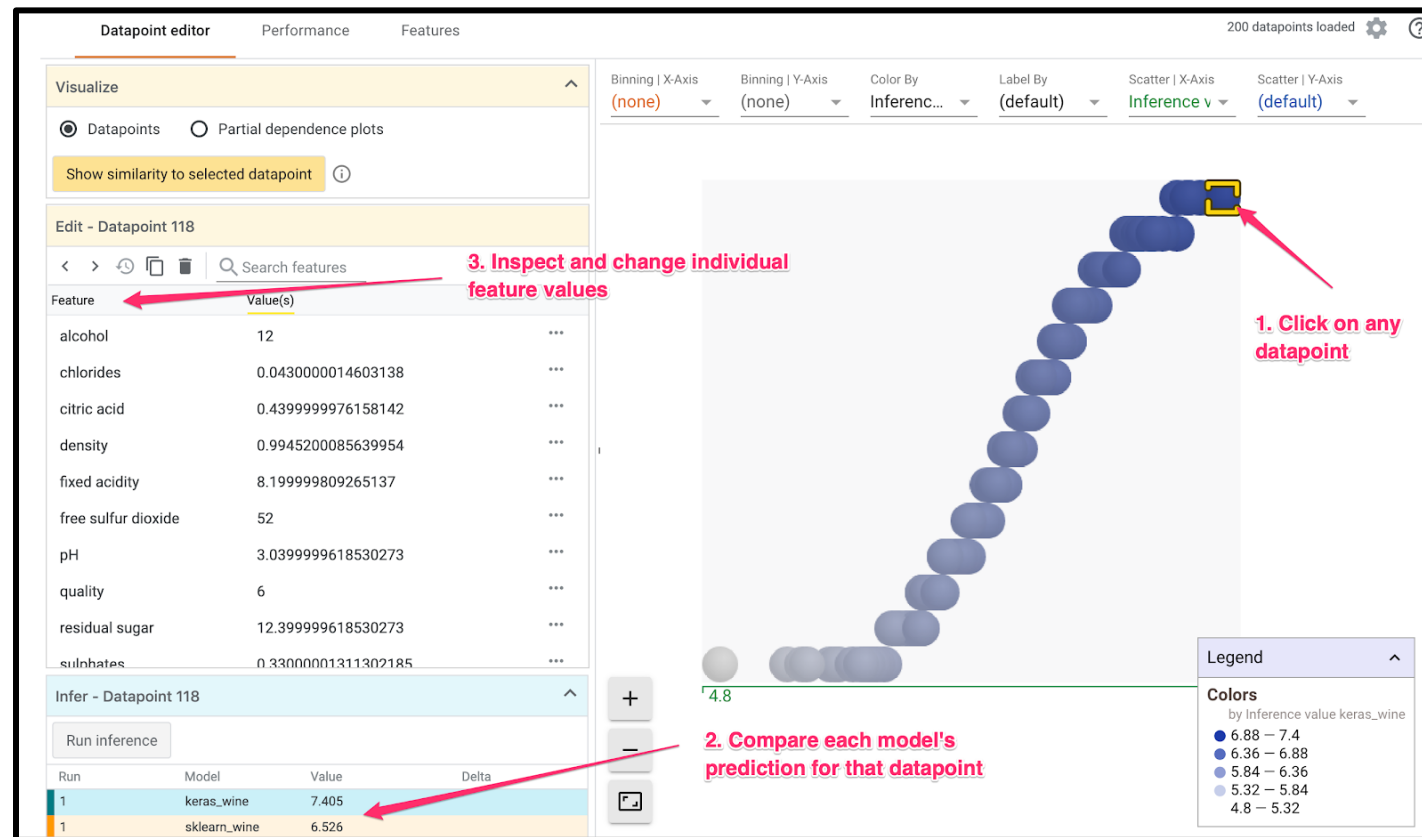 Datapoint editor Performance Features
200 datapoints loaded
Visualize
Datapoints Partial dependence plots
Show similarity to selected datapoint
Edit - Datapoint 118
Search features
Feature Value(s)
alcohol 12
chlorides 0.0430000014603138
citric acid 0.4399999976158142
density 0.9945200085639954
fixed acidity 8.199999809265137
free sulfur dioxide 52
pH 3.0399999618530273
quality 6
residual sugar 12.399999618530273
sulphates 0.33000001311302185
Infer - Datapoint 118
Run inference
Run Model Value Delta
1 keras_wine 7.405
1 sklearn_wine 6.526
Binning | X-Axis Binning | Y-Axis Color By Label By Scatter | X-Axis Scatter | Y-Axis
(none) (none) Inferenc... (default) Inference v (default)
3. Inspect and change individual
feature values
1. Click on any
datapoint
4.8
2. Compare each model's
prediction for that datapoint
Legend
Colors
by Inference value keras_wine
6.88 – 7.4
6.36 – 6.88
5.84 – 6.36
5.32 – 5.84
4.8 – 5.32